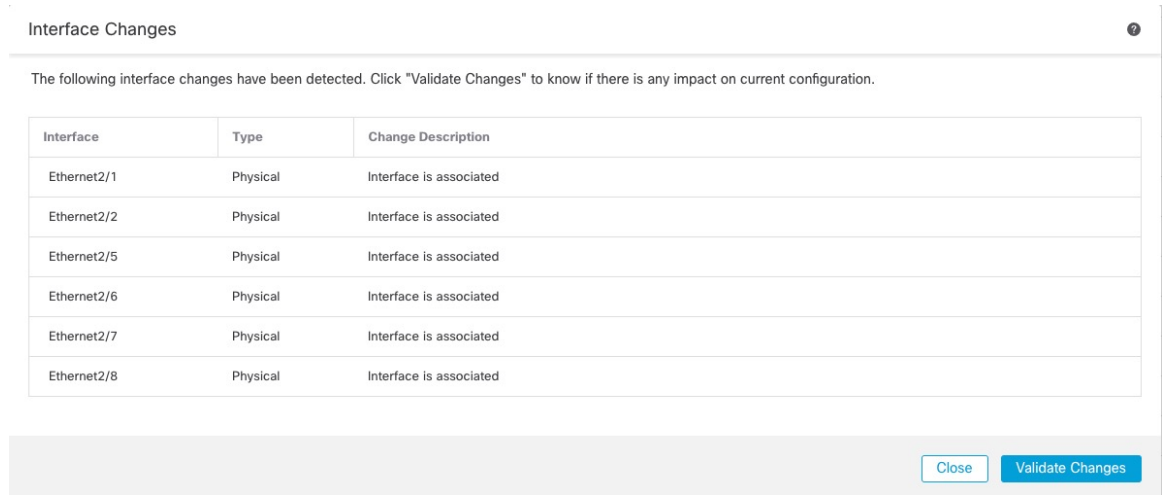 Interface Changes
?
The following interface changes have been detected. Click "Validate Changes" to know if there is any impact on current configuration.
Interface Type Change Description
Ethernet2/1 Physical Interface is associated
Ethernet2/2 Physical Interface is associated
Ethernet2/5 Physical Interface is associated
Ethernet2/6 Physical Interface is associated
Ethernet2/7 Physical Interface is associated
Ethernet2/8 Physical Interface is associated
Close Validate Changes